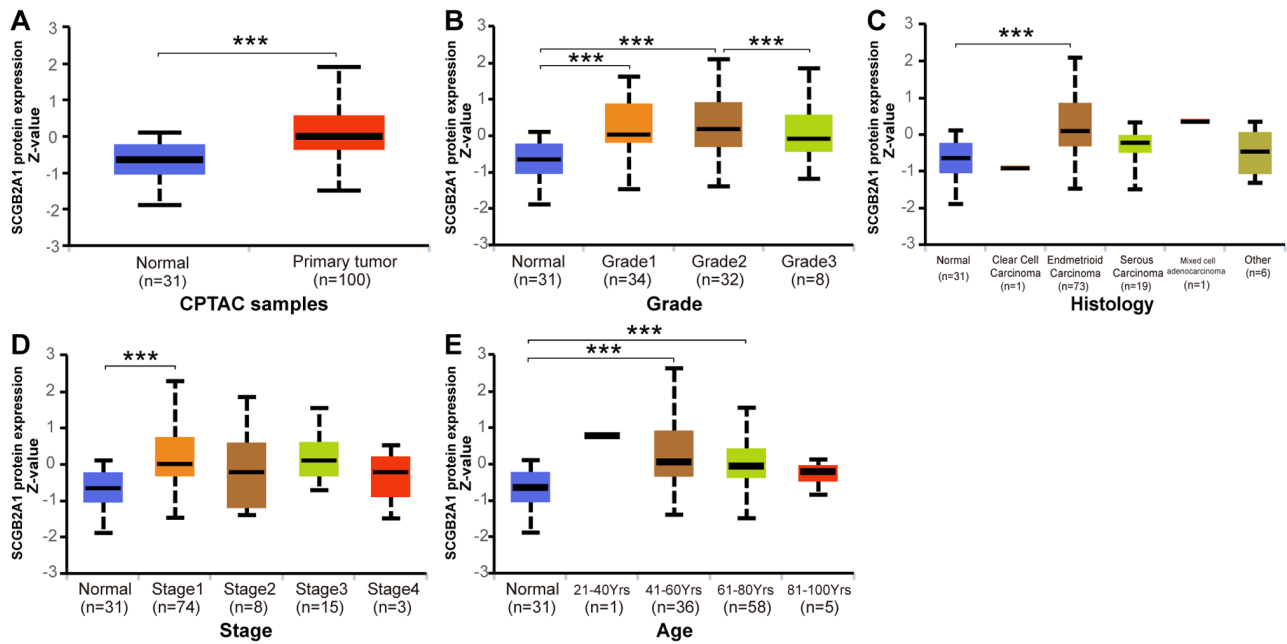 A
SCGB2A1 protein expression
Z-value
3
2
1
0
-1
-2
-3
***
Normal
(n=31)
Primary tumor
(n=100)
CPTAC samples
B
SCGB2A1 protein expression
Z-value
3
2
1
0
-1
-2
-3
***
***
***
Normal
(n=31)
Grade1
(n=34)
Grade2
(n=32)
Grade3
(n=8)
Grade
C
SCGB2A1 protein expression
Z-value
3
2
1
0
-1
-2
-3
***
Normal
(n=31)
Clear Cell
Carcinoma
(n=1)
Endmetrioid
Carcinoma
(n=73)
Serous
Carcinoma
(n=19)
Mixed cell
adenocarcinoma
(n=1)
Other
(n=6)
Histology
D
SCGB2A1 protein expression
Z-value
3
2
1
0
-1
-2
-3
***
Normal
(n=31)
Stage1
(n=74)
Stage2
(n=8)
Stage3
(n=15)
Stage4
(n=3)
Stage
E
SCGB2A1 protein expression
Z-value
3
2
1
0
-1
-2
-3
***
***
Normal
(n=31)
21-40Yrs
(n=1)
41-60Yrs
(n=36)
61-80Yrs
(n=58)
81-100Yrs
(n=5)
Age